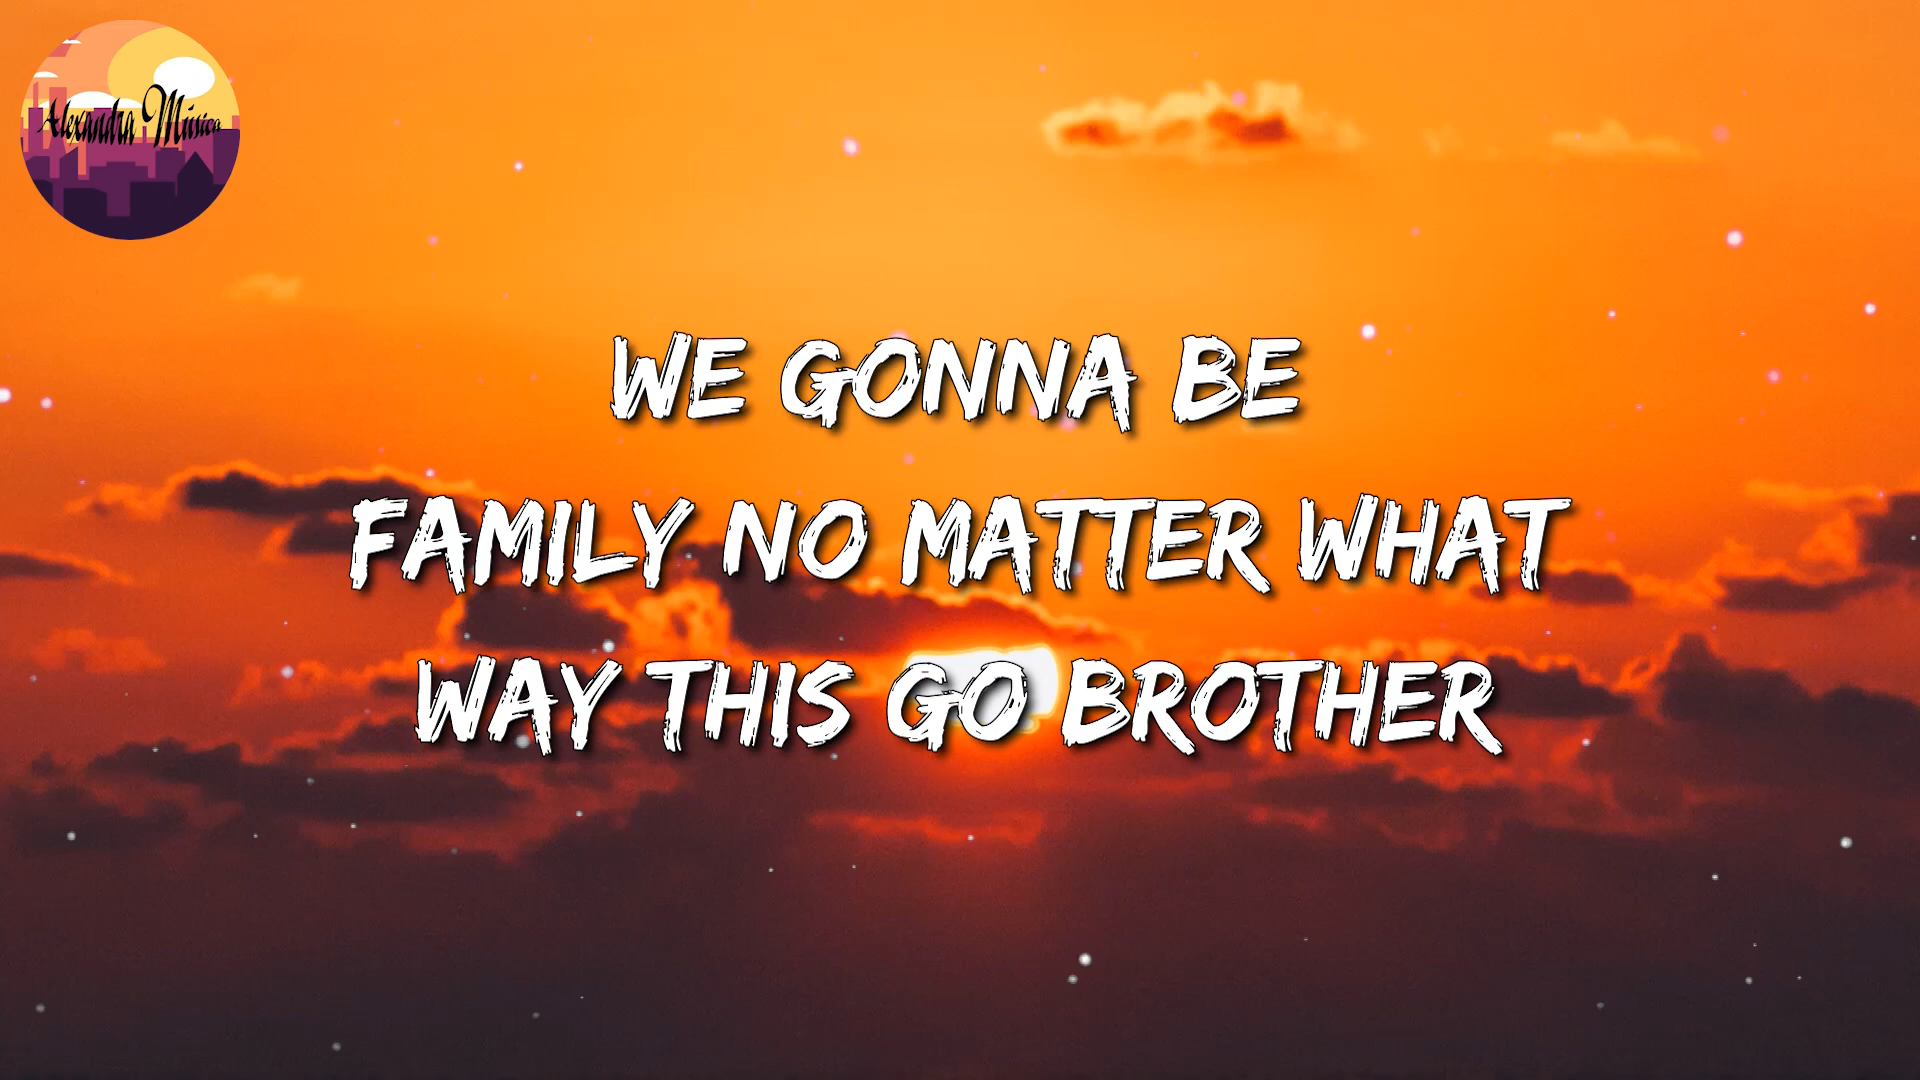 Alexandra Música
WE GONNA BE
FAMILY NO MATTER WHAT
WAY THIS GO BROTHER